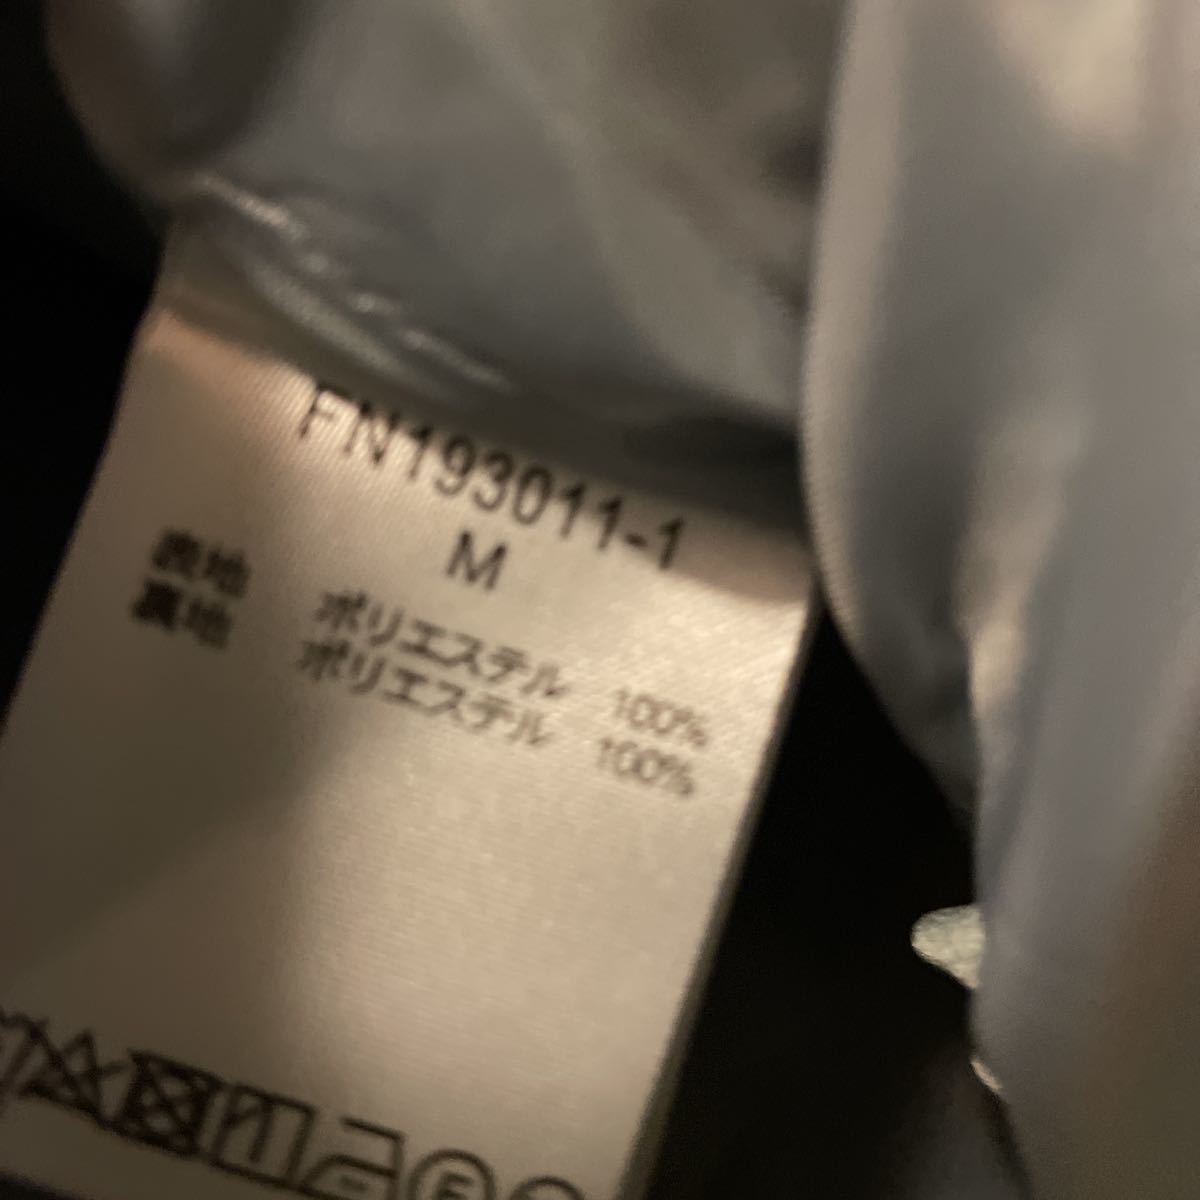 FN193011-1
M
表地 ポリエステル 100%
裏地 ポリエステル 100%